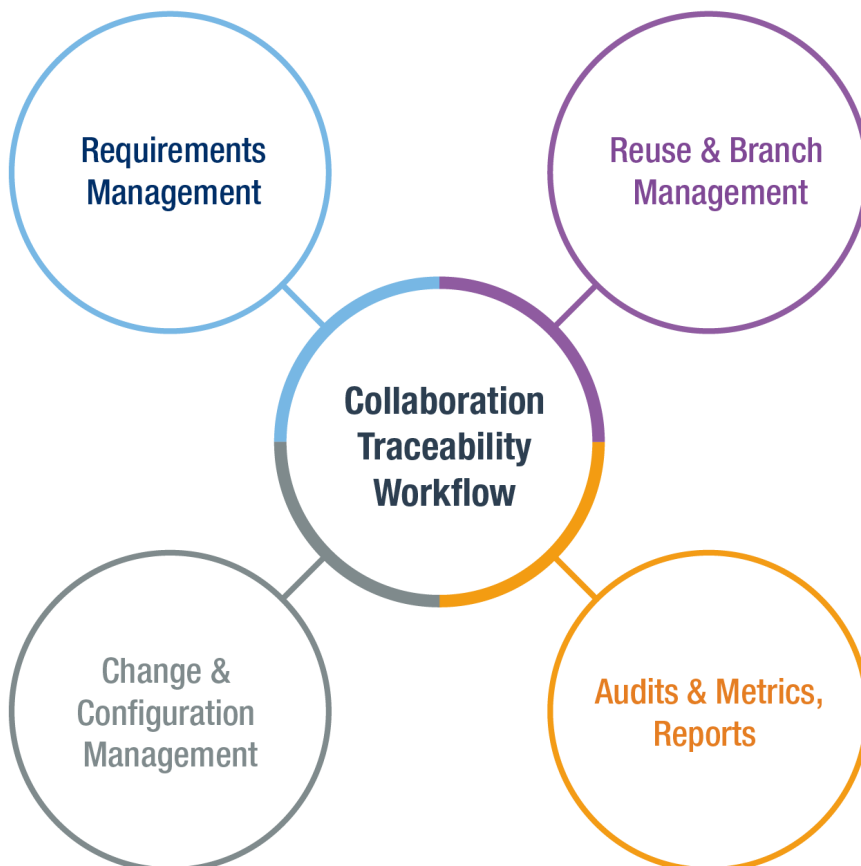 Requirements
Management
Reuse & Branch
Management
Collaboration
Traceability
Workflow
Change &
Configuration
Management
Audits & Metrics,
Reports